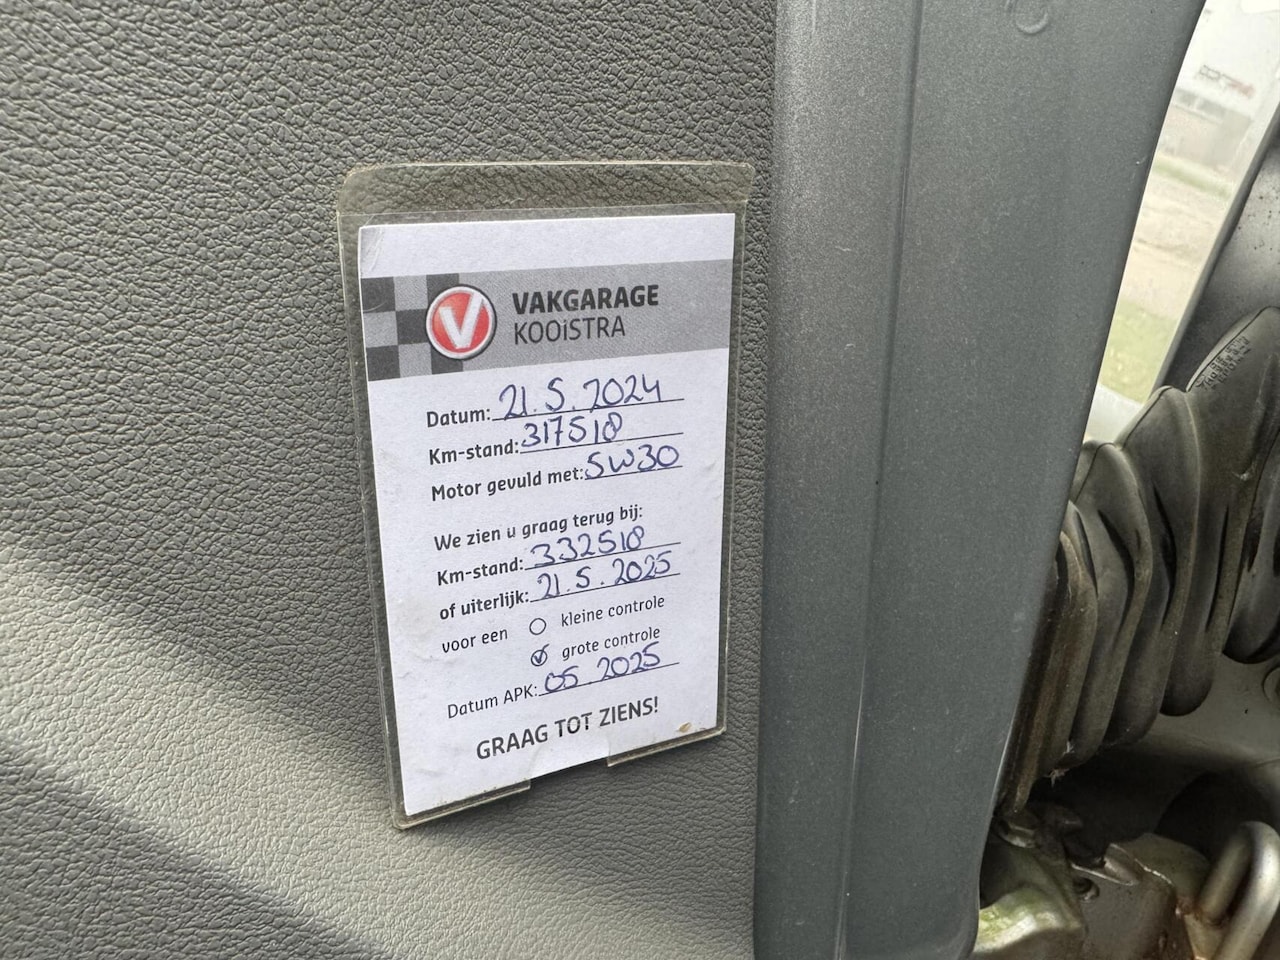 V
VAKGARAGE
KOOiSTRA
Datum: 21.5.2024
Km-stand: 317518
Motor gevuld met: 5W30
We zien u graag terug bij:
Km-stand: 332518
of uiterlijk: 21.5.2025
voor een kleine controle
grote controle
Datum APK: 05 2025
GRAAG TOT ZIENS!